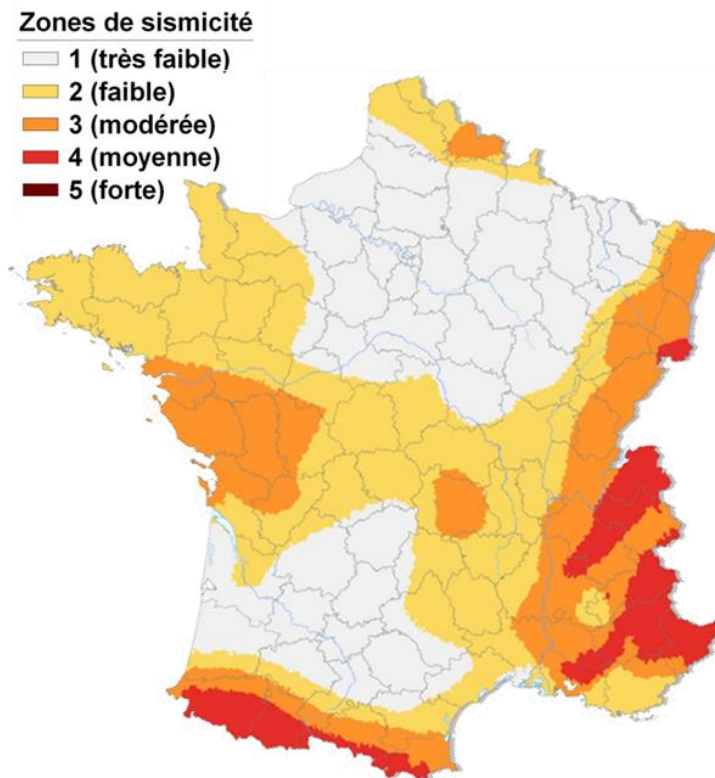 Zones de sismicité
1 (très faible)
2 (faible)
3 (modérée)
4 (moyenne)
5 (forte)